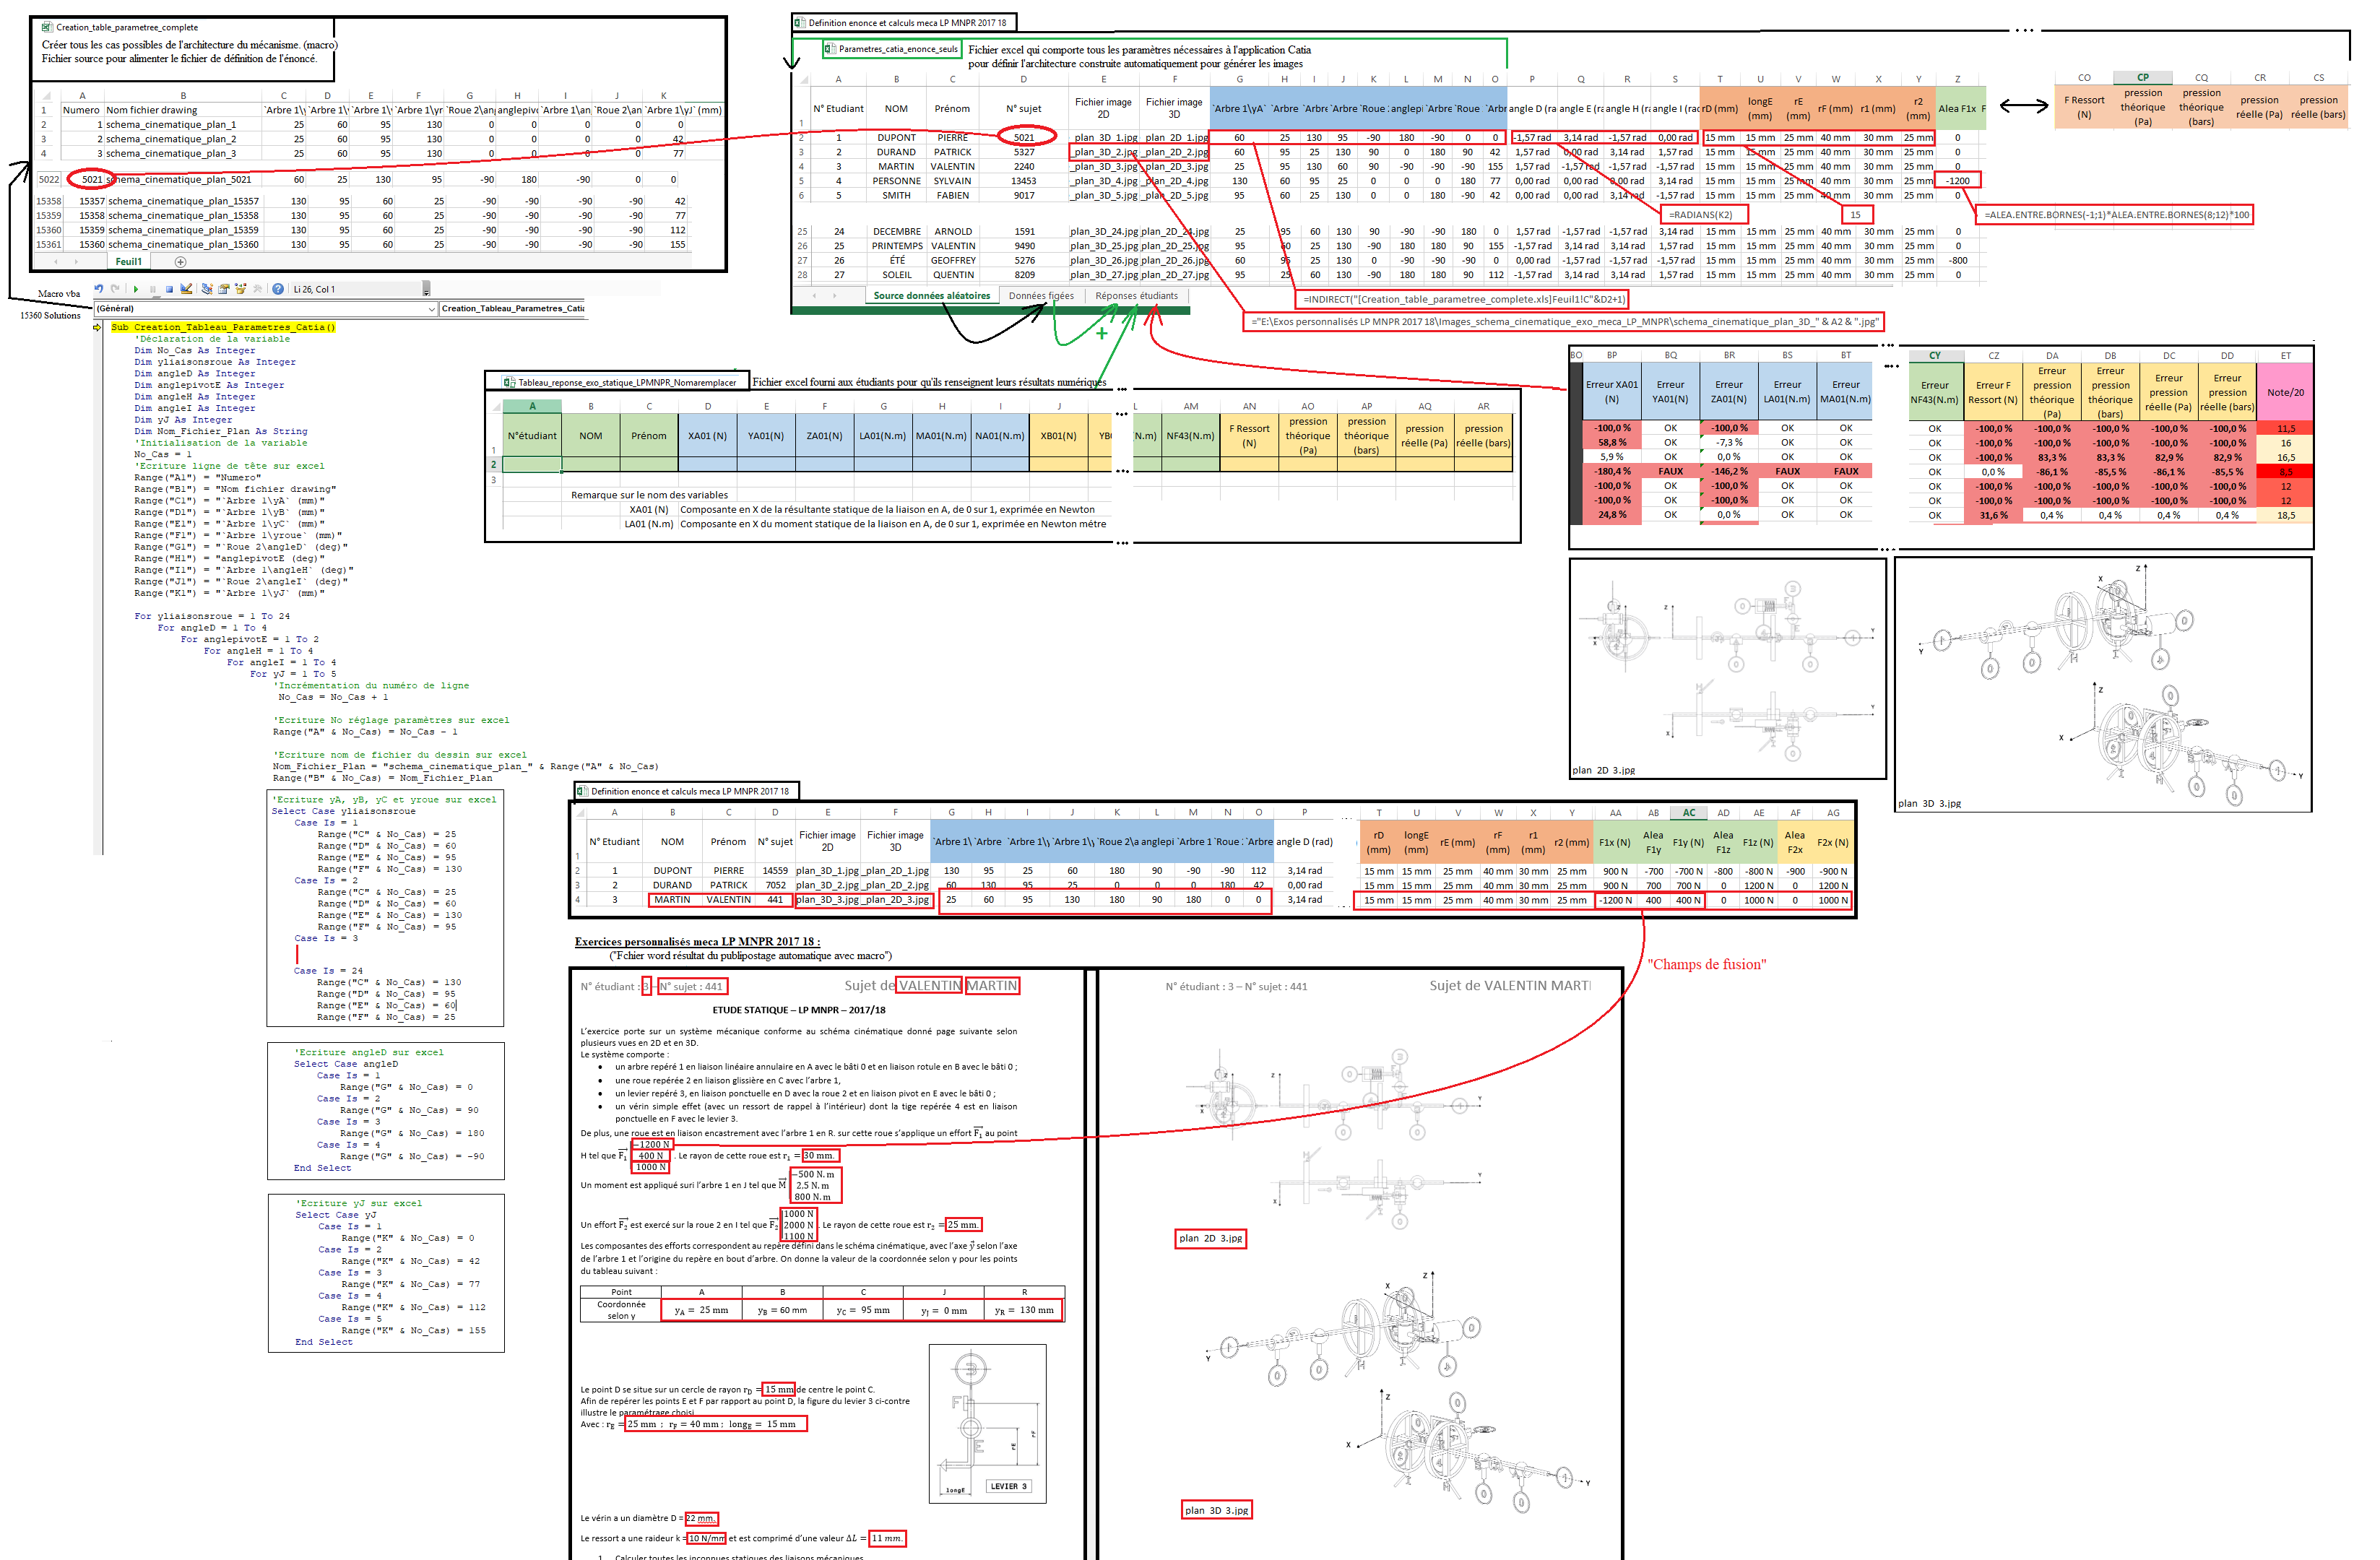 Creation_table_parametree_complete
Créer tous les cas possibles de l'architecture du mécanisme. (macro)
Fichier source pour alimenter le fichier de définition de l'énoncé.
A B C D E F G H I J K
1 Numero Nom fichier drawing `Arbre 1\y `Arbre 1\ `Arbre 1\ `Arbre 1\yr `Roue 2\an anglepiv `Arbre 1\an `Roue 2\an `Arbre 1\yJ` (mm)
2 1 schema_cinematique_plan_1 25 60 95 130 0 0 0 0 0
3 2 schema_cinematique_plan_2 25 60 95 130 0 0 0 0 42
4 3 schema_cinematique_plan_3 25 60 95 130 0 0 0 0 77
5022 5021 schema_cinematique_plan_5021 60 25 130 95 -90 180 -90 0 0
15358 15357 schema_cinematique_plan_15357 130 95 60 25 -90 -90 -90 -90 42
15359 15358 schema_cinematique_plan_15358 130 95 60 25 -90 -90 -90 -90 77
15360 15359 schema_cinematique_plan_15359 130 95 60 25 -90 -90 -90 -90 112
15361 15360 schema_cinematique_plan_15360 130 95 60 25 -90 -90 -90 -90 155
Feuil1
Macro vba
15360 Solutions
Li 26, Col 1
(Général) Creation_Tableau_Parametres_Catia
Sub Creation_Tableau_Parametres_Catia()
'Déclaration de la variable
Dim No_Cas As Integer
Dim yliaisonsroue As Integer
Dim angleD As Integer
Dim anglepivotE As Integer
Dim angleH As Integer
Dim angleI As Integer
Dim yJ As Integer
Dim Nom_Fichier_Plan As String
'Initialisation de la variable
No_Cas = 1
'Ecriture ligne de tête sur excel
Range("A1") = "Numero"
Range("B1") = "Nom fichier drawing"
Range("C1") = "`Arbre 1\yA` (mm)"
Range("D1") = "`Arbre 1\yB` (mm)"
Range("E1") = "`Arbre 1\yC` (mm)"
Range("F1") = "`Arbre 1\yroue` (mm)"
Range("G1") = "`Roue 2\angleD` (deg)"
Range("H1") = "anglepivotE (deg)"
Range("I1") = "`Arbre 1\angleH` (deg)"
Range("J1") = "`Roue 2\angleI` (deg)"
Range("K1") = "`Arbre 1\yJ` (mm)"
For yliaisonsroue = 1 To 24
For angleD = 1 To 4
For anglepivotE = 1 To 2
For angleH = 1 To 4
For angleI = 1 To 4
For yJ = 1 To 5
'Incrémentation du numéro de ligne
No_Cas = No_Cas + 1
'Ecriture No réglage paramètres sur excel
Range("A" & No_Cas) = No_Cas - 1
'Ecriture nom de fichier du dessin sur excel
Nom_Fichier_Plan = "schema_cinematique_plan_" & Range("A" & No_Cas)
Range("B" & No_Cas) = Nom_Fichier_Plan
'Ecriture yA, yB, yC et yroue sur excel
Select Case yliaisonsroue
Case Is = 1
Range("C" & No_Cas) = 25
Range("D" & No_Cas) = 60
Range("E" & No_Cas) = 95
Range("F" & No_Cas) = 130
Case Is = 2
Range("C" & No_Cas) = 25
Range("D" & No_Cas) = 60
Range("E" & No_Cas) = 130
Range("F" & No_Cas) = 95
Case Is = 3
Case Is = 24
Range("C" & No_Cas) = 130
Range("D" & No_Cas) = 95
Range("E" & No_Cas) = 60
Range("F" & No_Cas) = 25
'Ecriture angleD sur excel
Select Case angleD
Case Is = 1
Range("G" & No_Cas) = 0
Case Is = 2
Range("G" & No_Cas) = 90
Case Is = 3
Range("G" & No_Cas) = 180
Case Is = 4
Range("G" & No_Cas) = -90
End Select
'Ecriture yJ sur excel
Select Case yJ
Case Is = 1
Range("K" & No_Cas) = 0
Case Is = 2
Range("K" & No_Cas) = 42
Case Is = 3
Range("K" & No_Cas) = 77
Case Is = 4
Range("K" & No_Cas) = 112
Case Is = 5
Range("K" & No_Cas) = 155
End Select
Definition enonce et calculs meca LP MNPR 2017 18
Parametres_catia_enonce_seuls
Fichier excel qui comporte tous les paramètres nécessaires à l'application Catia
pour définir l'architecture construite automatiquement pour générer les images
A B C D E F G H I J K L M N O P Q R S T U V W X Y Z CO CP CQ CR CS
N° Etudiant NOM Prénom N° sujet Fichier image 2D Fichier image 3D `Arbre 1\yA` angle D (ra angle E (ra angle H (ra angle I (rad rD (mm) longE (mm) rE (mm) rF (mm) r1 (mm) r2 (mm) Alea F1x F
F Ressort (N) pression théorique (Pa) pression théorique (bars) pression réelle (Pa) pression réelle (bars)
2 1 DUPONT PIERRE 5021 _plan_3D_1.jpg _plan_2D_1.jpg 60 25 130 95 -90 180 -90 0 0 -1,57 rad 3,14 rad -1,57 rad 0,00 rad 15 mm 15 mm 25 mm 40 mm 30 mm 25 mm 0
3 2 DURAND PATRICK 5327 _plan_3D_2.jpg _plan_2D_2.jpg 60 95 25 130 90 0 180 90 42 1,57 rad 0,00 rad 3,14 rad 1,57 rad 15 mm 15 mm 25 mm 40 mm 30 mm 25 mm 0
4 3 MARTIN VALENTIN 2240 _plan_3D_3.jpg _plan_2D_3.jpg 25 95 130 60 90 -90 -90 -90 155 1,57 rad -1,57 rad -1,57 rad -1,57 rad 15 mm 15 mm 25 mm 40 mm 30 mm 25 mm 0
5 4 PERSONNE SYLVAIN 13453 _plan_3D_4.jpg _plan_2D_4.jpg 130 60 95 25 0 0 0 180 77 0,00 rad 0,00 rad 0,00 rad 3,14 rad 15 mm 15 mm 25 mm 40 mm 30 mm 25 mm -1200
6 5 SMITH FABIEN 9017 _plan_3D_5.jpg _plan_2D_5.jpg 95 60 25 130 0 0 180 -90 42 0,00 rad 0,00 rad 3,14 rad -1,57 rad 15 mm 15 mm 25 mm 40 mm 30 mm 25 mm 0
=RADIANS(K2)
15
=ALEA.ENTRE.BORNES(-1;1)*ALEA.ENTRE.BORNES(8;12)*100
25 24 DECEMBRE ARNOLD 1591 _plan_3D_24.jpg _plan_2D_24.jpg 25 95 60 130 90 -90 -90 180 0 1,57 rad -1,57 rad -1,57 rad 3,14 rad 15 mm 15 mm 25 mm 40 mm 30 mm 25 mm 0
26 25 PRINTEMPS VALENTIN 9490 _plan_3D_25.jpg _plan_2D_25.jpg 95 60 25 130 -90 180 180 90 155 -1,57 rad 3,14 rad 3,14 rad 1,57 rad 15 mm 15 mm 25 mm 40 mm 30 mm 25 mm 0
27 26 ÉTÉ GEOFFREY 5276 _plan_3D_26.jpg _plan_2D_26.jpg 60 95 25 130 0 -90 -90 90 0 0,00 rad -1,57 rad -1,57 rad 1,57 rad 15 mm 15 mm 25 mm 40 mm 30 mm 25 mm -800
28 27 SOLEIL QUENTIN 8209 _plan_3D_27.jpg _plan_2D_27.jpg 95 25 60 130 -90 180 180 90 112 -1,57 rad 3,14 rad 3,14 rad 1,57 rad 15 mm 15 mm 25 mm 40 mm 30 mm 25 mm 0
Source données aléatoires Données figées Réponses étudiants
=INDIRECT("[Creation_table_parametree_complete.xls]Feuil1!C"&D2+1)
="E:\Exos personnalisés LP MNPR 2017 18\Images_schema_cinematique_exo_meca_LP_MNPR\schema_cinematique_plan_3D_" & A2 & ".jpg"
+
Tableau_reponse_exo_statique_LPMNPR_Nomaremplacer
Fichier excel fourni aux étudiants pour qu'ils renseignent leurs résultats numériques
A B C D E F G H I J L AM AN AO AP AQ AR
N°étudiant NOM Prénom XA01 (N) YA01(N) ZA01(N) LA01(N.m) MA01(N.m) NA01(N.m) XB01(N) N.m) NF43(N.m) F Ressort (N) pression théorique (Pa) pression théorique (bars) pression réelle (Pa) pression réelle (bars)
1
2
3
Remarque sur le nom des variables
XA01 (N) Composante en X de la résultante statique de la liaison en A, de 0 sur 1, exprimée en Newton
LA01 (N.m) Composante en X du moment statique de la liaison en A, de 0 sur 1, exprimée en Newton métre
BO BP BQ BR BS BT CY CZ DA DB DC DD ET
Erreur XA01 (N) Erreur YA01(N) Erreur ZA01(N) Erreur LA01(N.m) Erreur MA01(N.m) Erreur NF43(N.m) Erreur F Ressort (N) Erreur pression théorique (Pa) Erreur pression théorique (bars) Erreur pression réelle (Pa) Erreur pression réelle (bars) Note/20
-100,0 % OK -100,0 % OK OK OK -100,0 % -100,0 % -100,0 % -100,0 % -100,0 % 11,5
58,8 % OK -7,3 % OK OK OK -100,0 % -100,0 % -100,0 % -100,0 % -100,0 % 16
5,9 % OK 0,0 % OK OK OK -100,0 % 83,3 % 83,3 % 82,9 % 82,9 % 16,5
-180,4 % FAUX -146,2 % FAUX FAUX OK 0,0 % -86,1 % -85,5 % -86,1 % -85,5 % 8,5
-100,0 % OK -100,0 % OK OK OK -100,0 % -100,0 % -100,0 % -100,0 % -100,0 % 12
-100,0 % OK -100,0 % OK OK OK -100,0 % -100,0 % -100,0 % -100,0 % -100,0 % 12
24,8 % OK 0,0 % OK OK OK 31,6 % 0,4 % 0,4 % 0,4 % 0,4 % 18,5
plan 2D 3.jpg
plan 3D 3.jpg
Definition enonce et calculs meca LP MNPR 2017 18
A B C D E F G H I J K L M N O P T U V W X Y AA AB AC AD AE AF AG
N° Etudiant NOM Prénom N° sujet Fichier image 2D Fichier image 3D angle D (rad) rD (mm) longE (mm) rE (mm) rF (mm) r1 (mm) r2 (mm) F1x (N) Alea F1y F1y (N) Alea F1z F1z (N) Alea F2x F2x (N)
2 1 DUPONT PIERRE 14559 plan_3D_1.jpg _plan_2D_1.jpg 130 95 25 60 180 90 -90 -90 112 3,14 rad 15 mm 15 mm 25 mm 40 mm 30 mm 25 mm 900 N -700 -700 N -800 -800 N -900 -900 N
3 2 DURAND PATRICK 7052 plan_3D_2.jpg _plan_2D_2.jpg 60 130 95 25 0 0 0 180 42 0,00 rad 15 mm 15 mm 25 mm 40 mm 30 mm 25 mm 900 N 700 700 N 0 1200 N 0 1200 N
4 3 MARTIN VALENTIN 441 plan_3D_3.jpg _plan_2D_3.jpg 25 60 95 130 180 90 180 0 0 3,14 rad 15 mm 15 mm 25 mm 40 mm 30 mm 25 mm -1200 N 400 400 N 0 1000 N 0 1000 N
Exercices personnalisés meca LP MNPR 2017 18 :
("Fchier word résultat du publipostage automatique avec macro")
"Champs de fusion"
N° étudiant : 3 – N° sujet : 441 Sujet de VALENTIN MARTIN
ETUDE STATIQUE – LP MNPR – 2017/18
L'exercice porte sur un système mécanique conforme au schéma cinématique donné page suivante selon
plusieurs vues en 2D et en 3D.
Le système comporte :
• un arbre repéré 1 en liaison linéaire annulaire en A avec le bâti 0 et en liaison rotule en B avec le bâti 0 ;
• une roue repérée 2 en liaison glissière en C avec l'arbre 1,
• un levier repéré 3, en liaison ponctuelle en D avec la roue 2 et en liaison pivot en E avec le bâti 0 ;
• un vérin simple effet (avec un ressort de rappel à l'intérieur) dont la tige repérée 4 est en liaison
ponctuelle en F avec le levier 3.
De plus, une roue est en liaison encastrement avec l'arbre 1 en R. sur cette roue s'applique un effort F1 au point
H tel que F1 −1200 N 400 N 1000 N . Le rayon de cette roue est r1 = 30 mm.
Un moment est appliqué suri l'arbre 1 en J tel que M −500 N.m 2,5 N.m 800 N.m
Un effort F2 est exercé sur la roue 2 en I tel que F2 1000 N 2000 N 1100 N . Le rayon de cette roue est r2 = 25 mm.
Les composantes des efforts correspondent au repère défini dans le schéma cinématique, avec l'axe y selon l'axe
de l'arbre 1 et l'origine du repère en bout d'arbre. On donne la valeur de la coordonnée selon y pour les points
du tableau suivant :
Point A B C J R
Coordonnée selon y yA = 25 mm yB = 60 mm yC = 95 mm yJ = 0 mm yR = 130 mm
Le point D se situe sur un cercle de rayon rD = 15 mm de centre le point C.
Afin de repérer les points E et F par rapport au point D, la figure du levier 3 ci-contre
illustre le paramétrage choisi.
Avec : rE = 25 mm ; rF = 40 mm ; longE = 15 mm
F
E
rE
rF
longE
LEVIER 3
Le vérin a un diamètre D = 22 mm.
Le ressort a une raideur k = 10 N/mm et est comprimé d'une valeur ΔL = 11 mm.
1. Calculer toutes les inconnues statiques des liaisons mécaniques
N° étudiant : 3 – N° sujet : 441 Sujet de VALENTIN MART
plan 2D 3.jpg
plan 3D 3.jpg